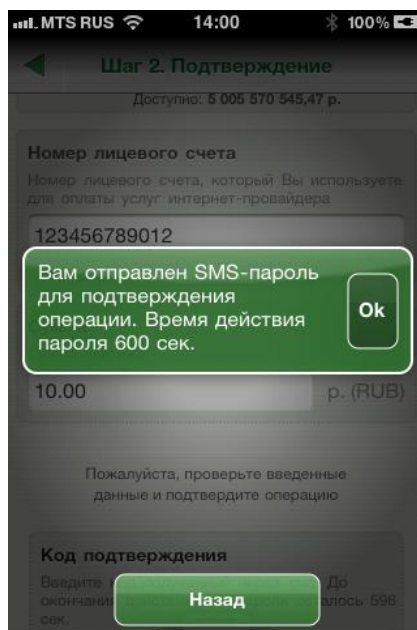 MTS RUS 14:00 100%
Шаг 2. Подтверждение
Доступно: 5 005 570 545,47 р.
Номер лицевого счета
Номер лицевого счета, который Вы используете
для оплаты услуг интернет-провайдера
123456789012
Вам отправлен SMS-пароль
для подтверждения
операции. Время действия
пароля 600 сек.
Ok
10.00 р. (RUB)
Пожалуйста, проверьте введенные
данные и подтвердите операцию
Код подтверждения
Введите До
окончания алось 596
сек.
Назад